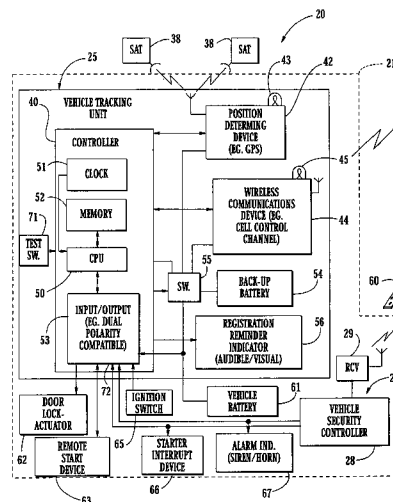 20
SAT
38
38
SAT
25
43
42
21
VEHICLE TRACKING
UNIT
40
CONTROLLER
POSITION
DETERMING
DEVICE
(EG. GPS)
51
CLOCK
45
52
MEMORY
WIRELESS
COMMUNICATIONS
DEVICE (EG.
CELL CONTROL
CHANNEL)
44
71
TEST
SW.
CPU
50
55
SW.
BACK-UP
BATTERY
54
60
53
INPUT/OUTPUT
(EG. DUAL
POLARITY
COMPATIBLE)
REGISTRATION
REMINDER
INDICATOR
(AUDIBLE/VISUAL)
56
29
RCV
72
DOOR
LOCK-
ACTUATOR
62
IGNITION
SWITCH
65
VEHICLE
BATTERY
61
VEHICLE
SECURITY
CONTROLLER
28
REMOTE
START
DEVICE
63
STARTER
INTERRUPT
DEVICE
66
ALARM IND.
(SIREN/HORN)
67